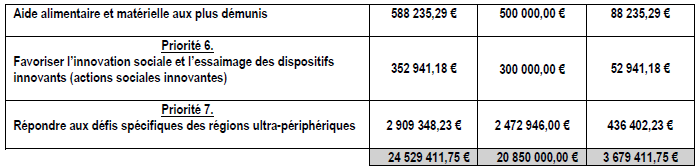 Aide alimentaire et matérielle aux plus démunis 588 235,29 € 500 000,00 € 88 235,29 €
Priorité 6.
Favoriser l'innovation sociale et l'essaimage des dispositifs
innovants (actions sociales innovantes) 352 941,18 € 300 000,00 € 52 941,18 €
Priorité 7.
Répondre aux défis spécifiques des régions ultra-périphériques 2 909 348,23 € 2 472 946,00 € 436 402,23 €
24 529 411,75 € 20 850 000,00 € 3 679 411,75 €